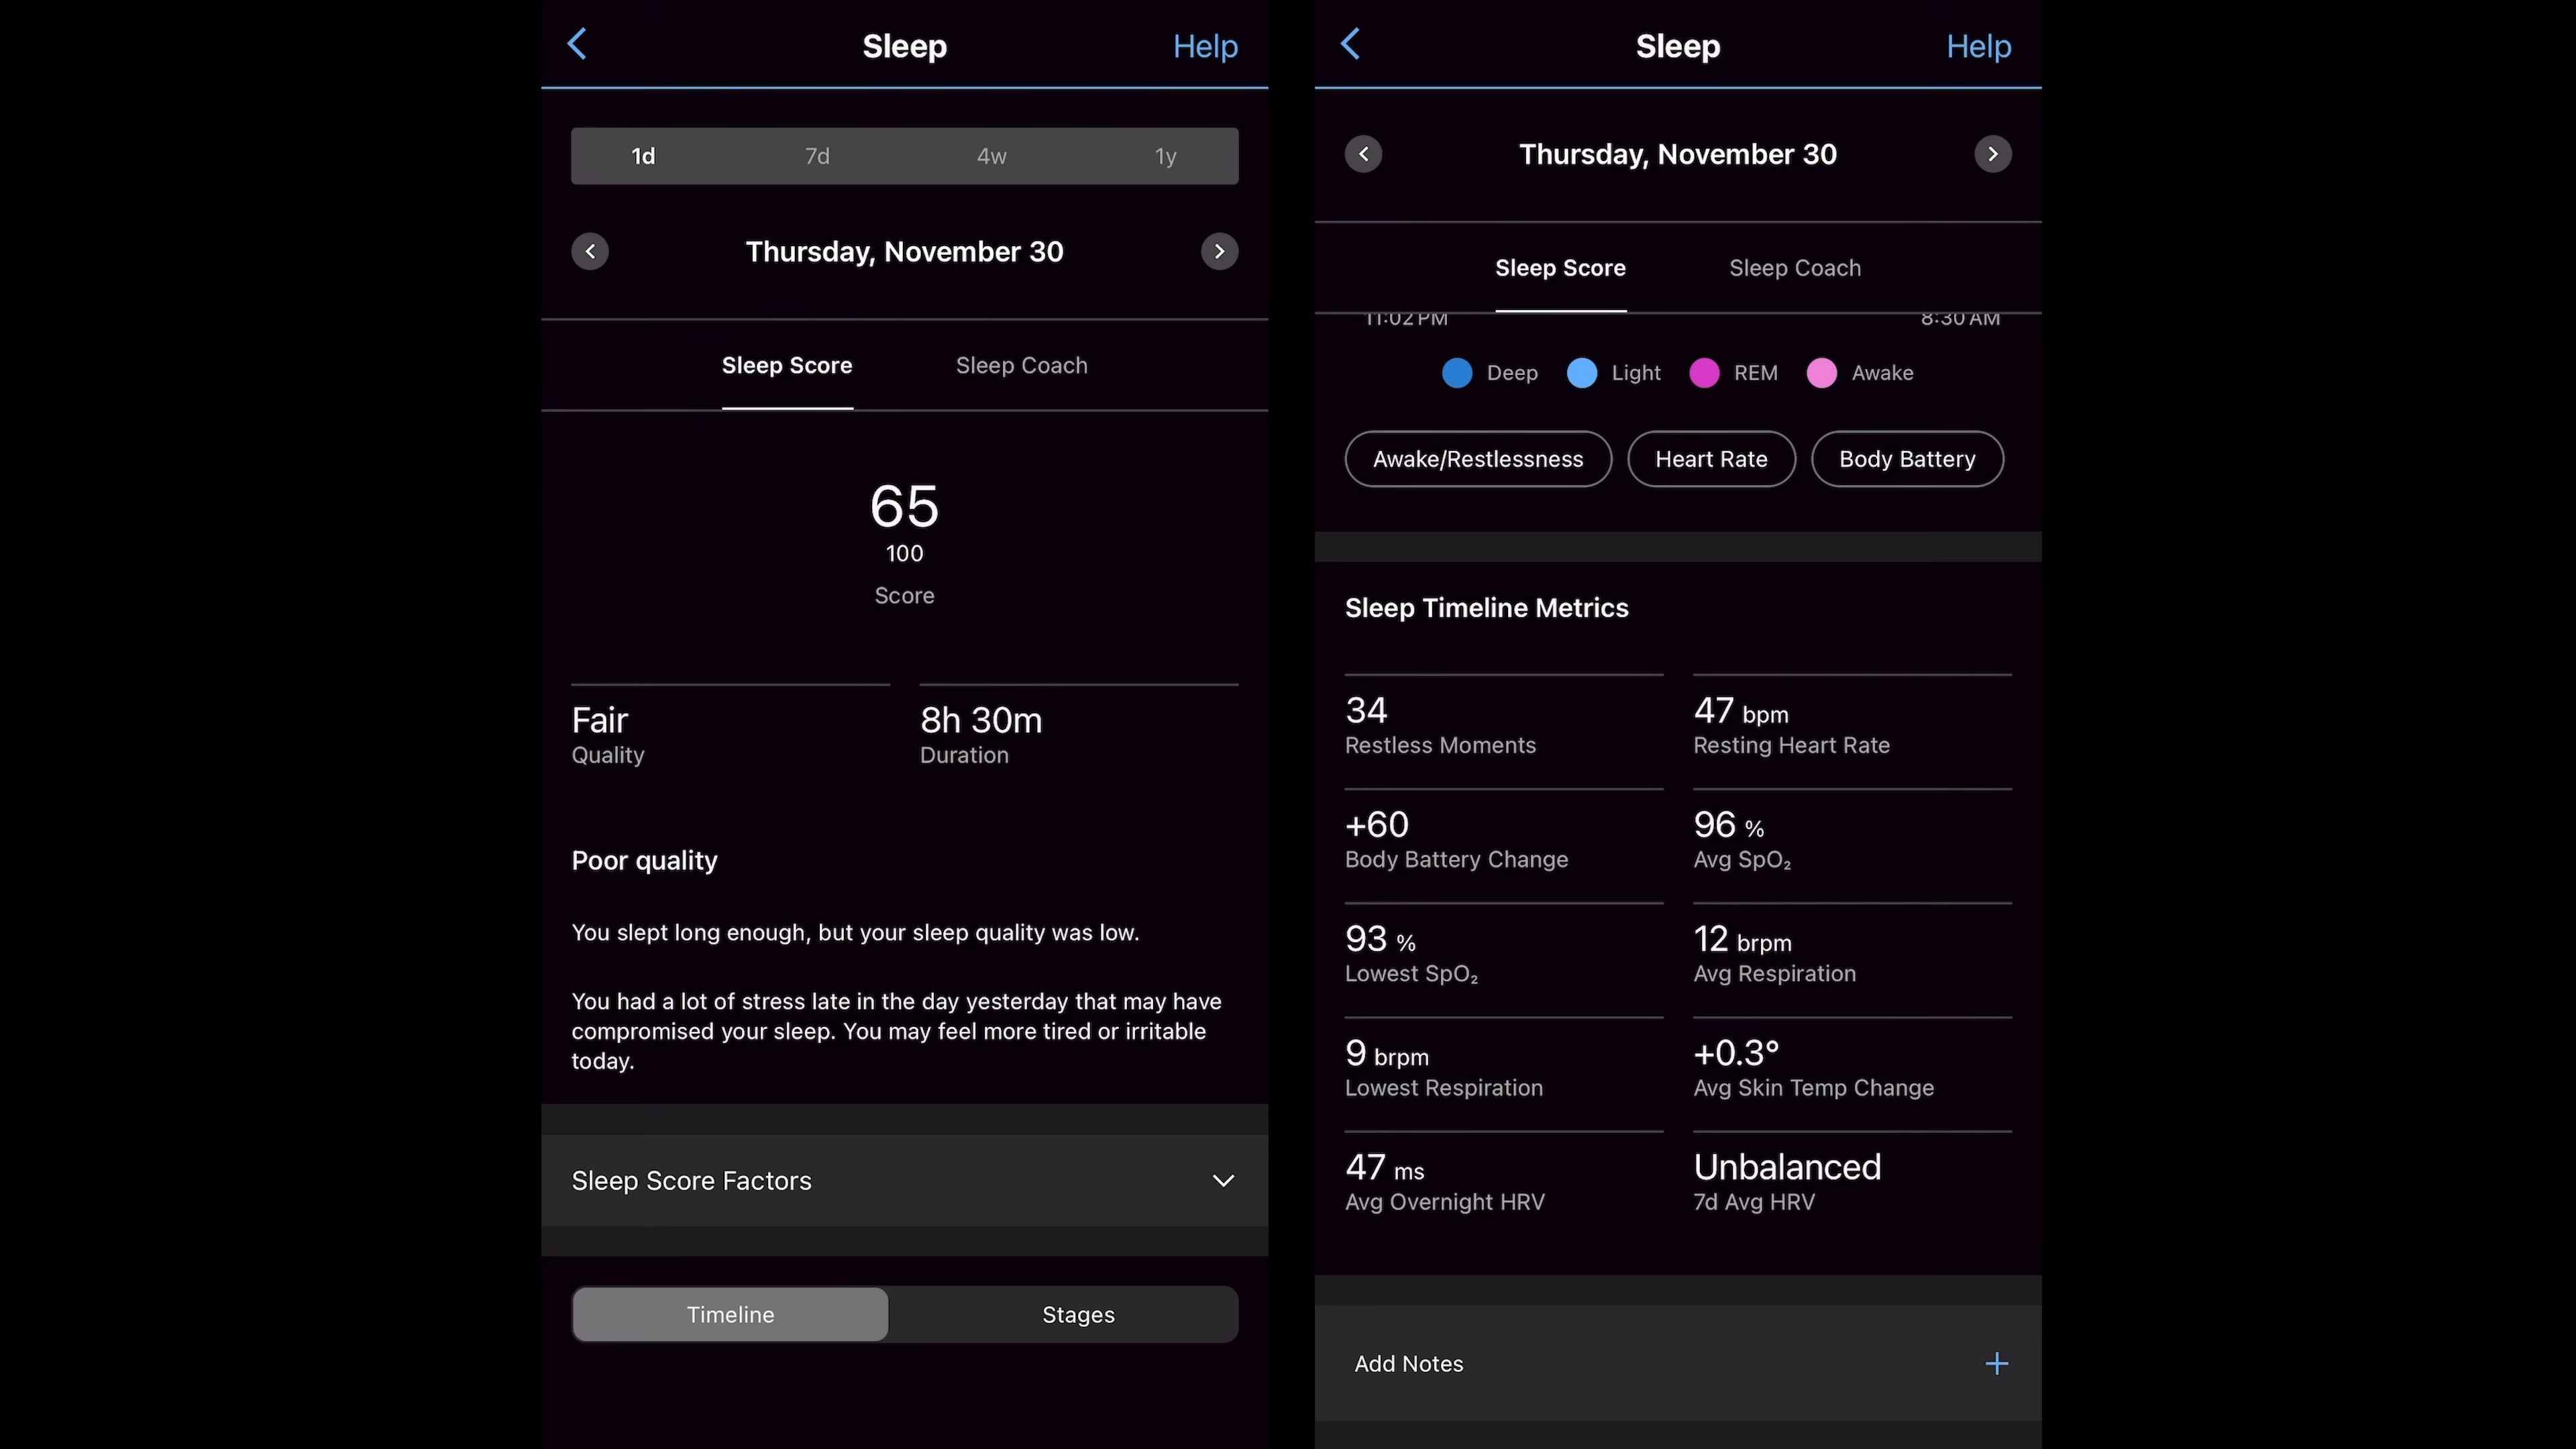 Sleep
Help
1d
7d
4w
1y
Thursday, November 30
Sleep Score
Sleep Coach
65
100
Score
Fair
Quality
8h 30m
Duration
Poor quality
You slept long enough, but your sleep quality was low.
You had a lot of stress late in the day yesterday that may have
compromised your sleep. You may feel more tired or irritable
today.
Sleep Score Factors
Timeline
Stages
Sleep
Help
Thursday, November 30
Sleep Score
Sleep Coach
11:02 PM
8:30 AM
Deep
Light
REM
Awake
Awake/Restlessness
Heart Rate
Body Battery
Sleep Timeline Metrics
34
Restless Moments
47 bpm
Resting Heart Rate
+60
Body Battery Change
96 %
Avg SpO₂
93 %
Lowest SpO₂
12 brpm
Avg Respiration
9 brpm
Lowest Respiration
+0.3°
Avg Skin Temp Change
47 ms
Avg Overnight HRV
Unbalanced
7d Avg HRV
Add Notes